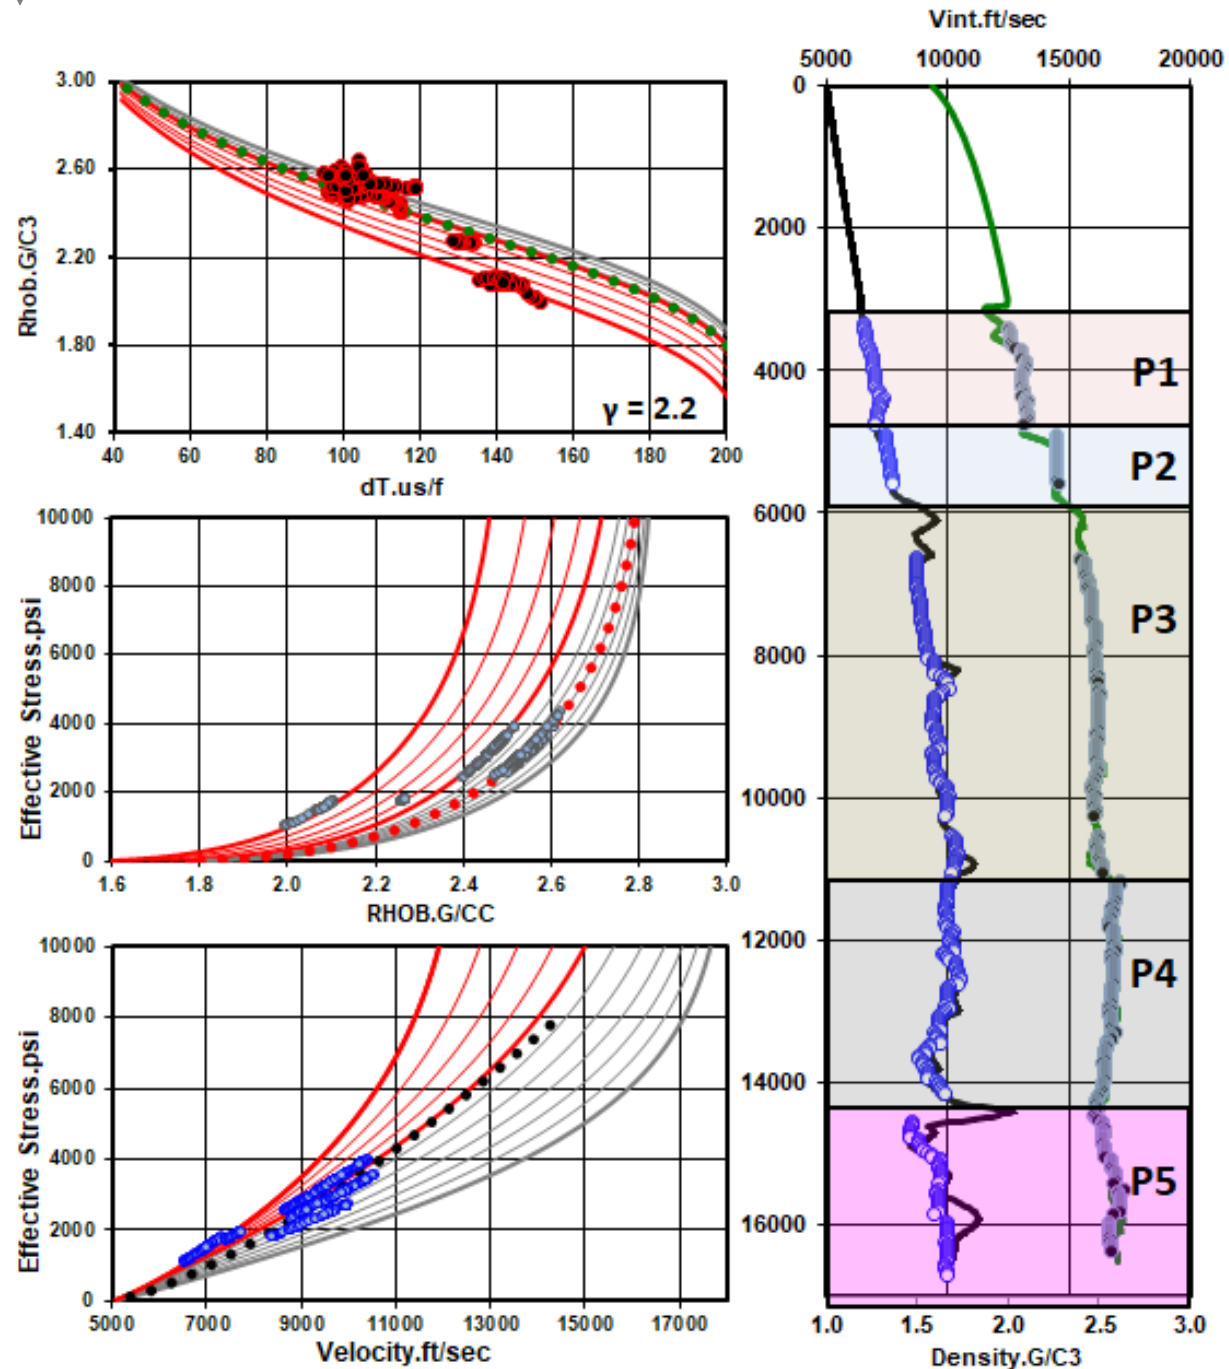 Vint.ft/sec
5000 10000 15000 20000
3.00
2.60
2.20
1.80
1.40
Rhob.G/C3
γ = 2.2
40 60 80 100 120 140 160 180 200
dT.us/f
10000
8000
6000
4000
2000
0
Effective Stress.psi
1.6 1.8 2.0 2.2 2.4 2.6 2.8 3.0
RHOB.G/CC
10000
8000
6000
4000
2000
0
Effective Stress.psi
5000 7000 9000 11000 13000 15000 17000
Velocity.ft/sec
0
2000
4000
6000
8000
10000
12000
14000
16000
P1
P2
P3
P4
P5
1.0 1.5 2.0 2.5 3.0
Density.G/C3